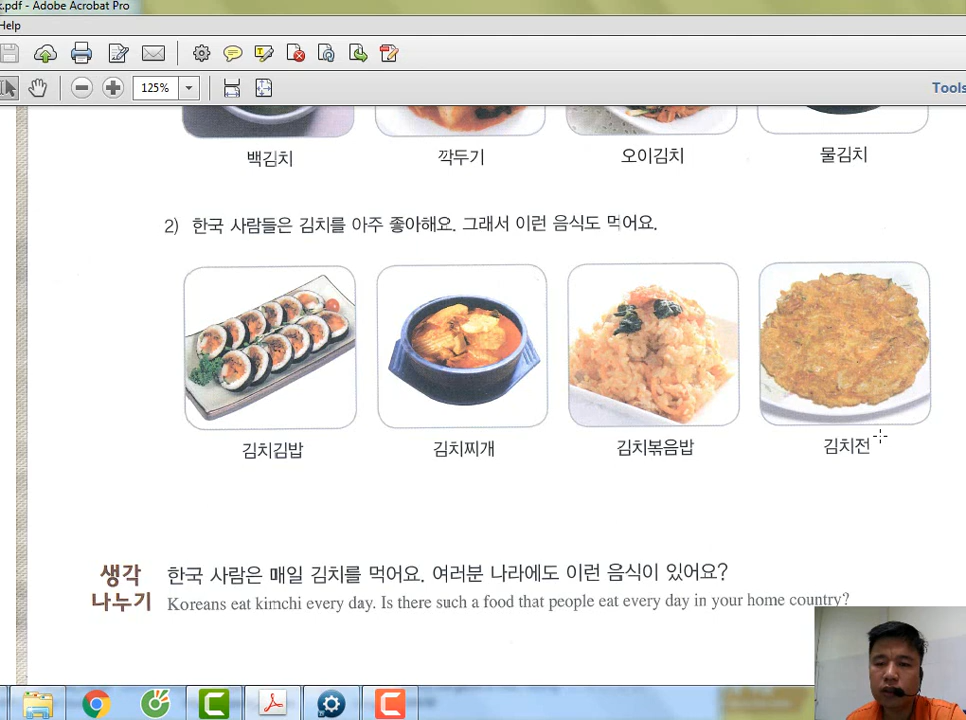 .pdf - Adobe Acrobat Pro
Help
125%
Tools
백김치
깍두기
오이김치
물김치
2) 한국 사람들은 김치를 아주 좋아해요. 그래서 이런 음식도 먹어요.
김치김밥
김치찌개
김치볶음밥
김치전
생각
나누기
한국 사람은 매일 김치를 먹어요. 여러분 나라에도 이런 음식이 있어요?
Koreans eat kimchi every day. Is there such a food that people eat every day in your home country?